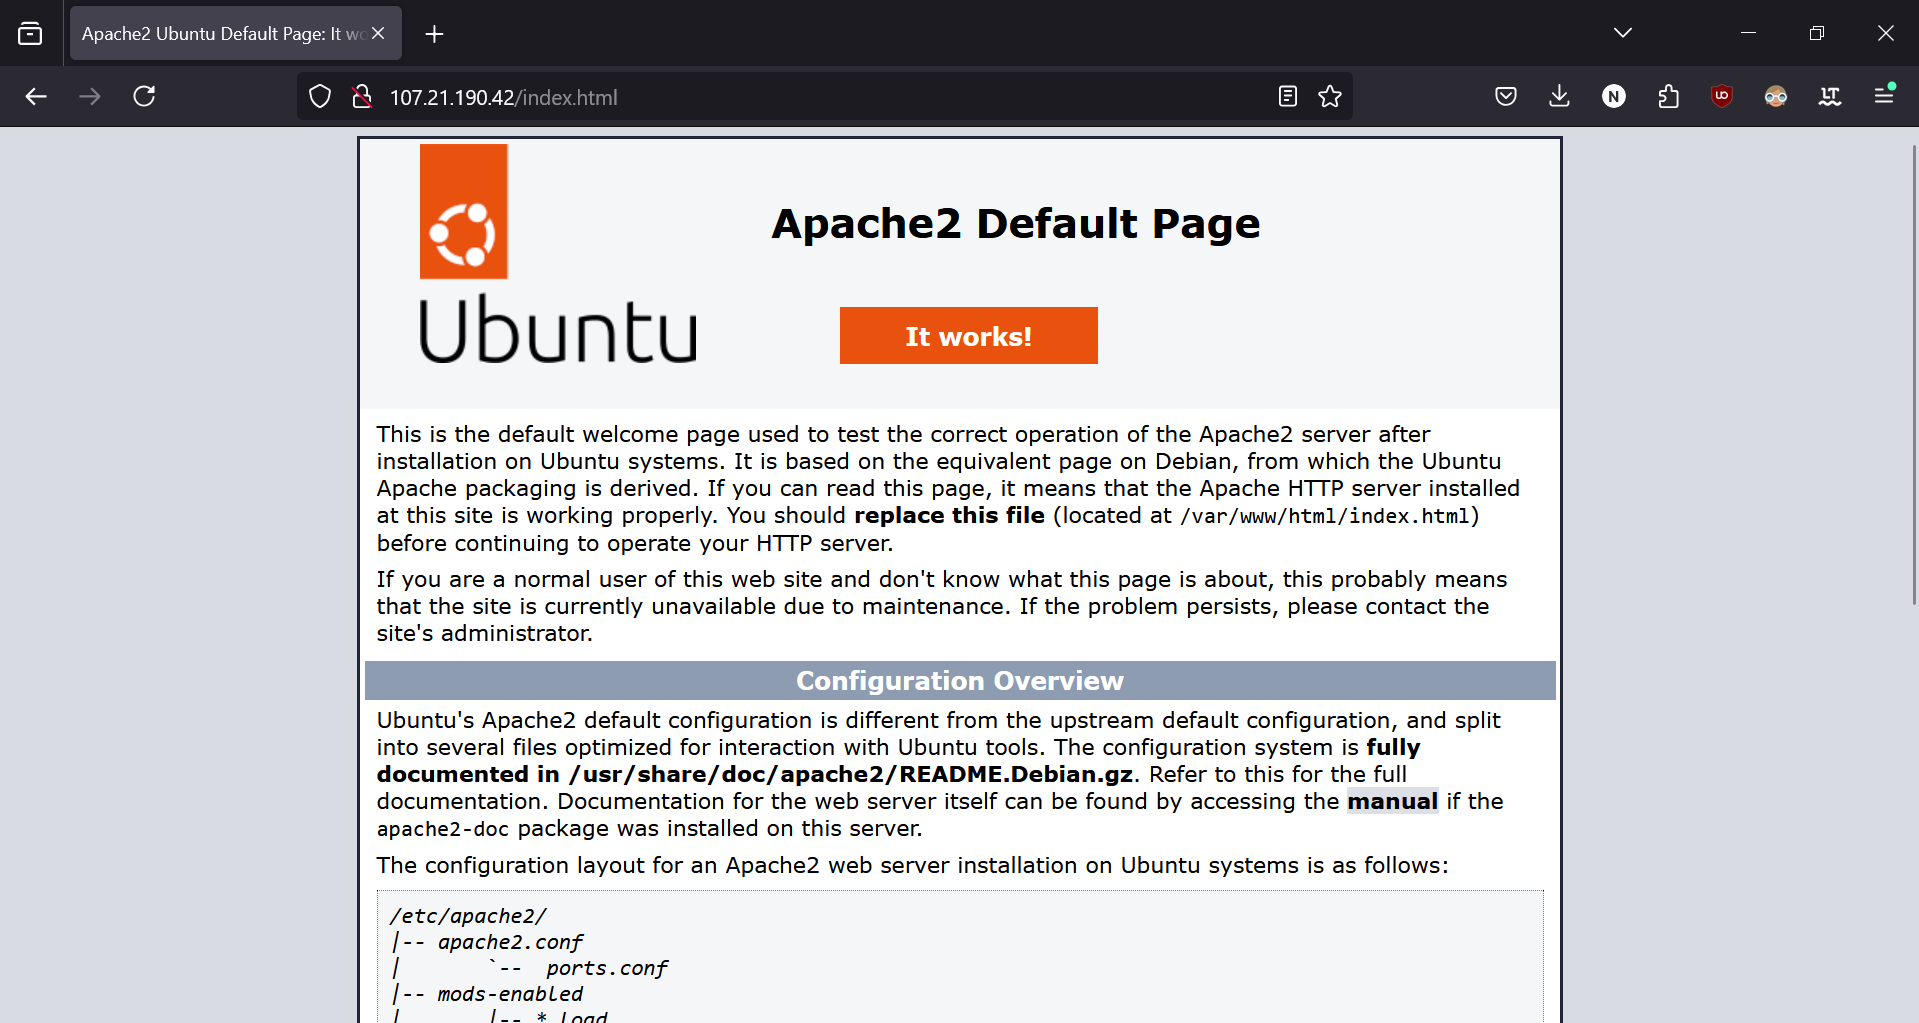 Apache2 Ubuntu Default Page: It wo
107.21.190.42/index.html
N
UO
LT
Ubuntu
Apache2 Default Page
It works!
This is the default welcome page used to test the correct operation of the Apache2 server after
installation on Ubuntu systems. It is based on the equivalent page on Debian, from which the Ubuntu
Apache packaging is derived. If you can read this page, it means that the Apache HTTP server installed
at this site is working properly. You should replace this file (located at /var/www/html/index.html)
before continuing to operate your HTTP server.
If you are a normal user of this web site and don't know what this page is about, this probably means
that the site is currently unavailable due to maintenance. If the problem persists, please contact the
site's administrator.
Configuration Overview
Ubuntu's Apache2 default configuration is different from the upstream default configuration, and split
into several files optimized for interaction with Ubuntu tools. The configuration system is fully
documented in /usr/share/doc/apache2/README.Debian.gz. Refer to this for the full
documentation. Documentation for the web server itself can be found by accessing the manual if the
apache2-doc package was installed on this server.
The configuration layout for an Apache2 web server installation on Ubuntu systems is as follows:
/etc/apache2/
|-- apache2.conf
|       `--  ports.conf
|-- mods-enabled
|       |-- *.load